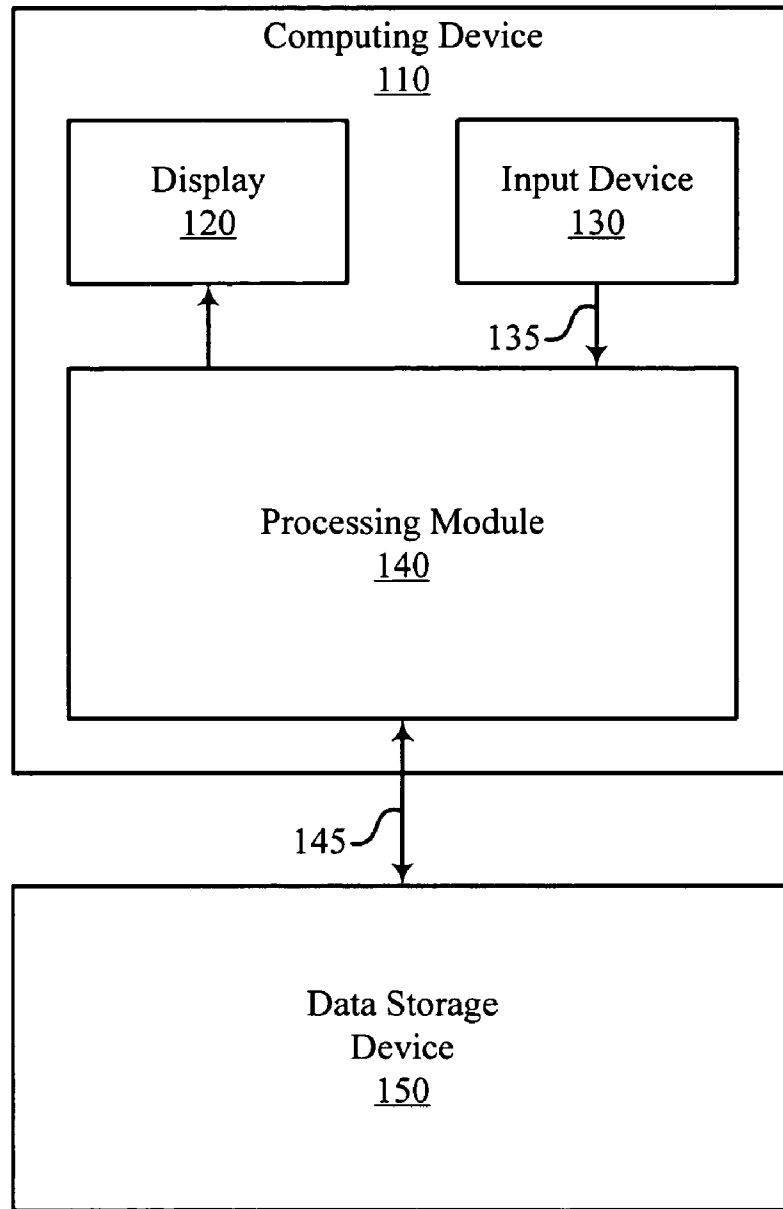 Computing Device
110
Display
120
Input Device
130
135
Processing Module
140
145
Data Storage
Device
150